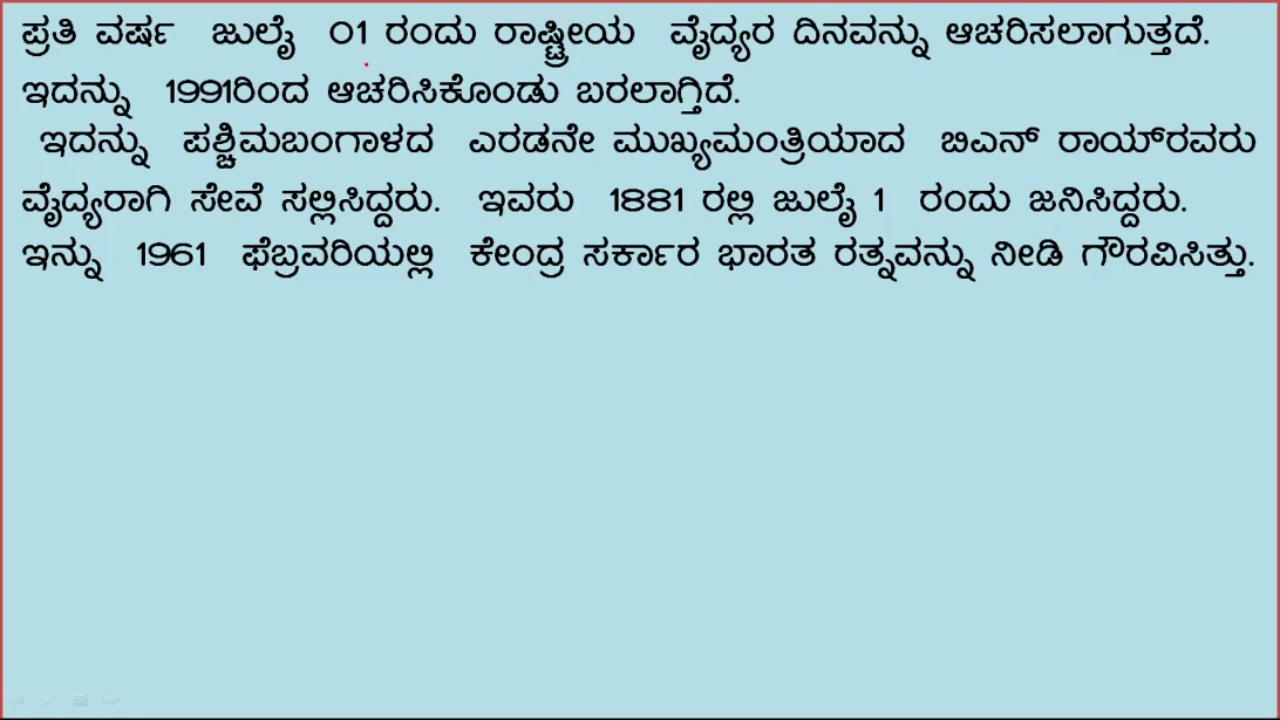 ಪ್ರತಿ ವರ್ಷ ಜುಲೈ 01 ರಂದು ರಾಷ್ಟ್ರೀಯ ವೈದ್ಯರ ದಿನವನ್ನು ಆಚರಿಸಲಾಗುತ್ತದೆ.
ಇದನ್ನು 1991ರಿಂದ ಆಚರಿಸಿಕೊಂಡು ಬರಲಾಗ್ತಿದೆ.
ಇದನ್ನು ಪಶ್ಚಿಮಬಂಗಾಳದ ಎರಡನೇ ಮುಖ್ಯಮಂತ್ರಿಯಾದ ಬಿಎನ್ ರಾಯ್‌ರವರು
ವೈದ್ಯರಾಗಿ ಸೇವೆ ಸಲ್ಲಿಸಿದ್ದರು. ಇವರು 1881 ರಲ್ಲಿ ಜುಲೈ 1 ರಂದು ಜನಿಸಿದ್ದರು.
ಇನ್ನು 1961 ಫೆಬ್ರವರಿಯಲ್ಲಿ ಕೇಂದ್ರ ಸರ್ಕಾರ ಭಾರತ ರತ್ನವನ್ನು ನೀಡಿ ಗೌರವಿಸಿತ್ತು.